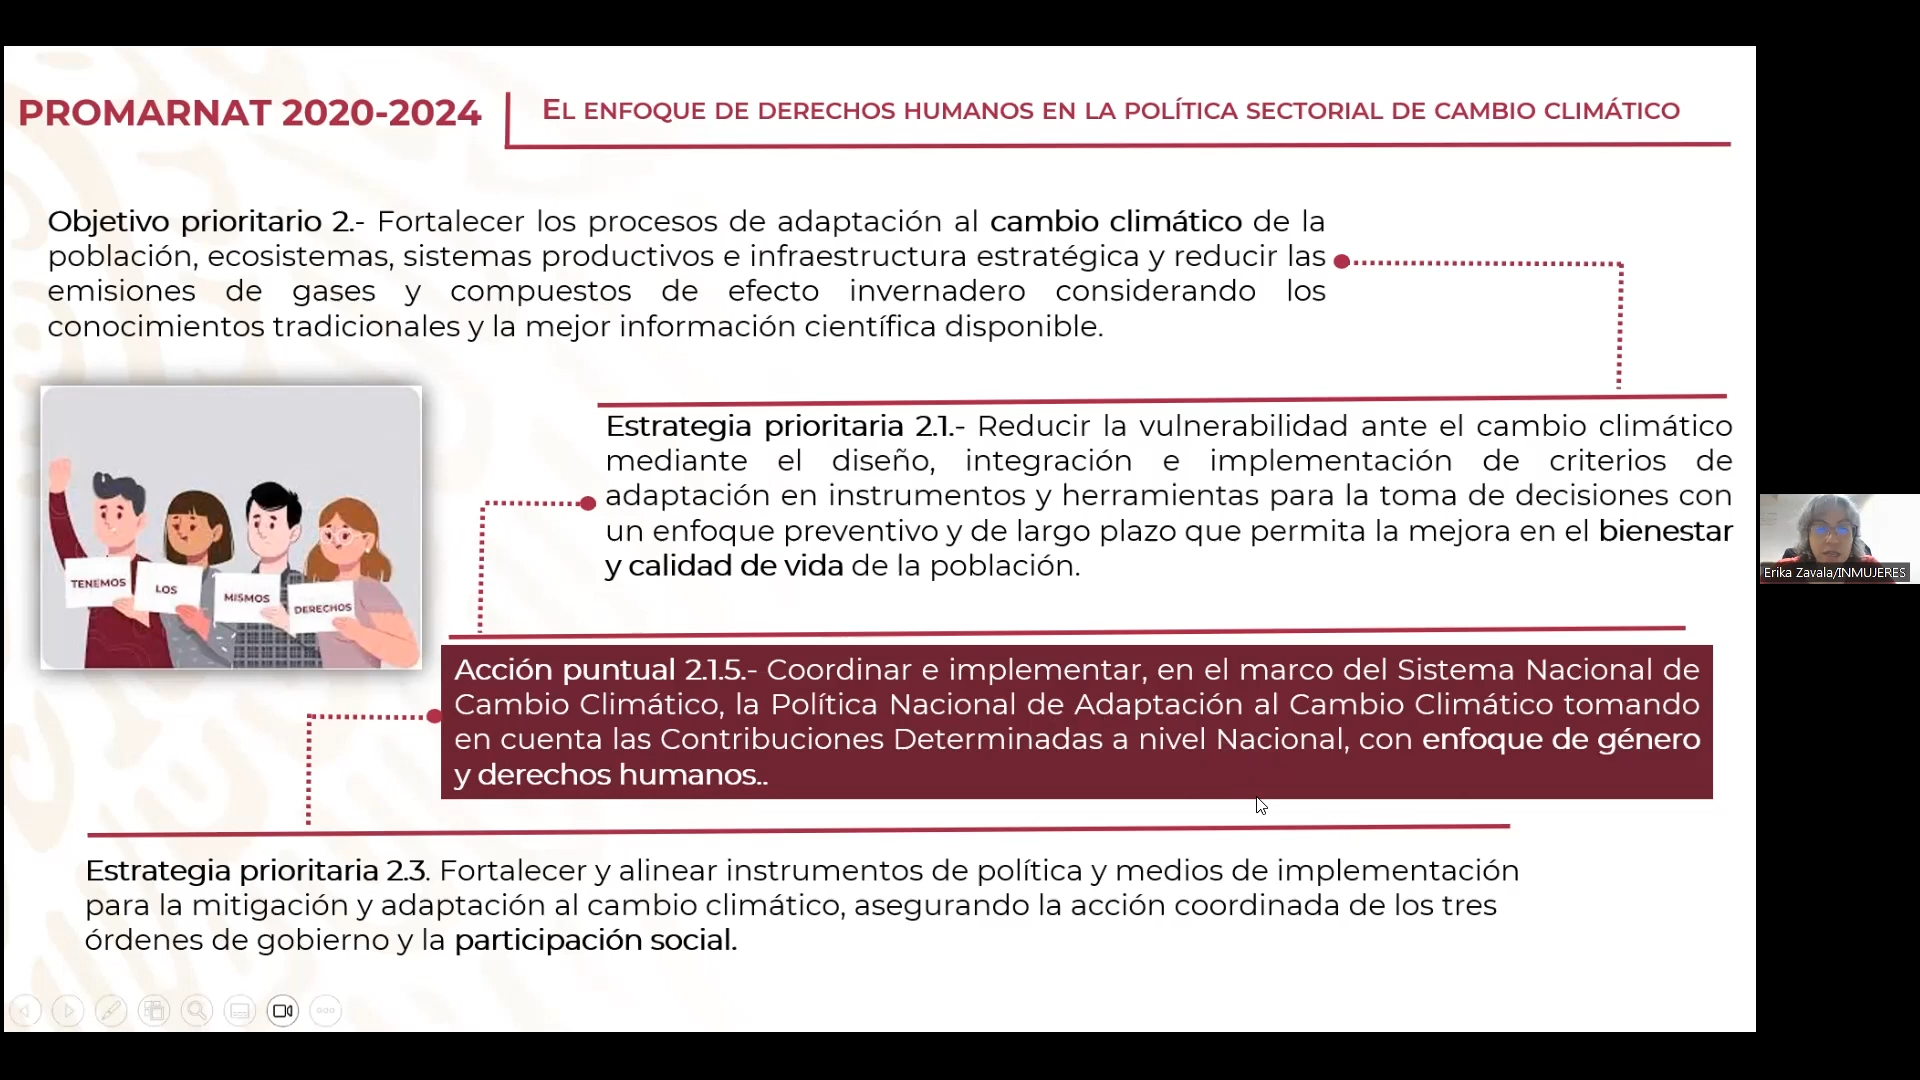 PROMARNAT 2020-2024
EL ENFOQUE DE DERECHOS HUMANOS EN LA POLÍTICA SECTORIAL DE CAMBIO CLIMÁTICO
Objetivo prioritario 2.- Fortalecer los procesos de adaptación al cambio climático de la
población, ecosistemas, sistemas productivos e infraestructura estratégica y reducir las
emisiones de gases y compuestos de efecto invernadero considerando los
conocimientos tradicionales y la mejor información científica disponible.
Estrategia prioritaria 2.1.- Reducir la vulnerabilidad ante el cambio climático
mediante el diseño, integración e implementación de criterios de
adaptación en instrumentos y herramientas para la toma de decisiones con
un enfoque preventivo y de largo plazo que permita la mejora en el bienestar
y calidad de vida de la población.
TENEMOS
LOS
MISMOS
DERECHOS
Acción puntual 2.1.5.- Coordinar e implementar, en el marco del Sistema Nacional de
Cambio Climático, la Política Nacional de Adaptación al Cambio Climático tomando
en cuenta las Contribuciones Determinadas a nivel Nacional, con enfoque de género
y derechos humanos..
Estrategia prioritaria 2.3. Fortalecer y alinear instrumentos de política y medios de implementación
para la mitigación y adaptación al cambio climático, asegurando la acción coordinada de los tres
órdenes de gobierno y la participación social.
Erika Zavala/INMUJERES